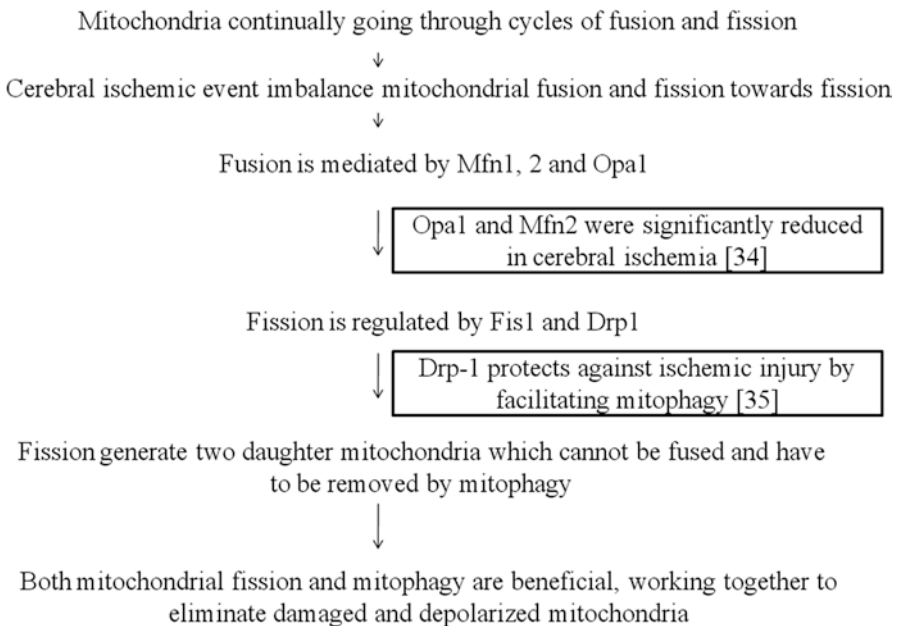 Mitochondria continually going through cycles of fusion and fission
Cerebral ischemic event imbalance mitochondrial fusion and fission towards fission
Fusion is mediated by Mfn1, 2 and Opa1
Opa1 and Mfn2 were significantly reduced
in cerebral ischemia [34]
Fission is regulated by Fis1 and Drp1
Drp-1 protects against ischemic injury by
facilitating mitophagy [35]
Fission generate two daughter mitochondria which cannot be fused and have
to be removed by mitophagy
Both mitochondrial fission and mitophagy are beneficial, working together to
eliminate damaged and depolarized mitochondria